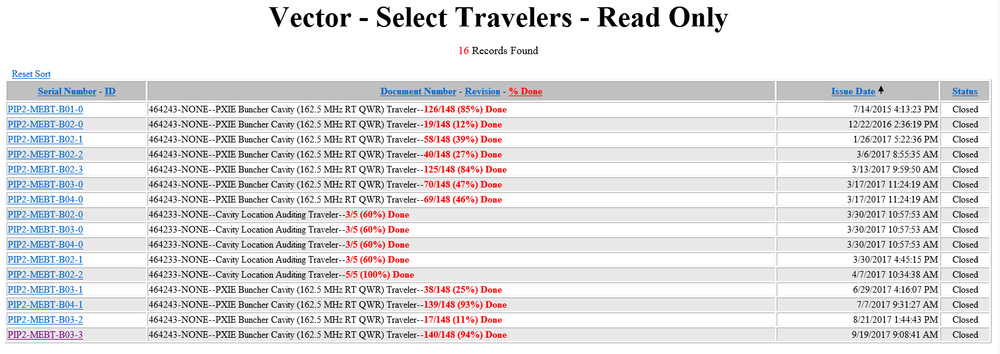 Vector - Select Travelers - Read Only
16 Records Found
Reset Sort
Serial Number - ID Document Number - Revision - % Done Issue Date Status
PIP2-MEBT-B01-0 464243-NONE--PXIE Buncher Cavity (162.5 MHz RT QWR) Traveler--126/148 (85%) Done 7/14/2015 4:13:23 PM Closed
PIP2-MEBT-B02-0 464243-NONE--PXIE Buncher Cavity (162.5 MHz RT QWR) Traveler--19/148 (12%) Done 12/22/2016 2:36:19 PM Closed
PIP2-MEBT-B02-1 464243-NONE--PXIE Buncher Cavity (162.5 MHz RT QWR) Traveler--58/148 (39%) Done 1/26/2017 5:22:36 PM Closed
PIP2-MEBT-B02-2 464243-NONE--PXIE Buncher Cavity (162.5 MHz RT QWR) Traveler--40/148 (27%) Done 3/6/2017 8:55:35 AM Closed
PIP2-MEBT-B02-3 464243-NONE--PXIE Buncher Cavity (162.5 MHz RT QWR) Traveler--125/148 (84%) Done 3/13/2017 9:59:50 AM Closed
PIP2-MEBT-B03-0 464243-NONE--PXIE Buncher Cavity (162.5 MHz RT QWR) Traveler--70/148 (47%) Done 3/17/2017 11:24:19 AM Closed
PIP2-MEBT-B04-0 464243-NONE--PXIE Buncher Cavity (162.5 MHz RT QWR) Traveler--69/148 (46%) Done 3/17/2017 11:24:19 AM Closed
PIP2-MEBT-B02-0 464233-NONE--Cavity Location Auditing Traveler--3/5 (60%) Done 3/30/2017 10:57:53 AM Closed
PIP2-MEBT-B03-0 464233-NONE--Cavity Location Auditing Traveler--3/5 (60%) Done 3/30/2017 10:57:53 AM Closed
PIP2-MEBT-B04-0 464233-NONE--Cavity Location Auditing Traveler--3/5 (60%) Done 3/30/2017 10:57:53 AM Closed
PIP2-MEBT-B02-1 464233-NONE--Cavity Location Auditing Traveler--3/5 (60%) Done 3/30/2017 4:45:15 PM Closed
PIP2-MEBT-B02-2 464233-NONE--Cavity Location Auditing Traveler--5/5 (100%) Done 4/7/2017 10:34:38 AM Closed
PIP2-MEBT-B03-1 464243-NONE--PXIE Buncher Cavity (162.5 MHz RT QWR) Traveler--38/148 (25%) Done 6/29/2017 4:16:07 PM Closed
PIP2-MEBT-B04-1 464243-NONE--PXIE Buncher Cavity (162.5 MHz RT QWR) Traveler--139/148 (93%) Done 7/7/2017 9:31:27 AM Closed
PIP2-MEBT-B03-2 464243-NONE--PXIE Buncher Cavity (162.5 MHz RT QWR) Traveler--17/148 (11%) Done 8/21/2017 1:44:43 PM Closed
PIP2-MEBT-B03-3 464243-NONE--PXIE Buncher Cavity (162.5 MHz RT QWR) Traveler--140/148 (94%) Done 9/19/2017 9:08:41 AM Closed